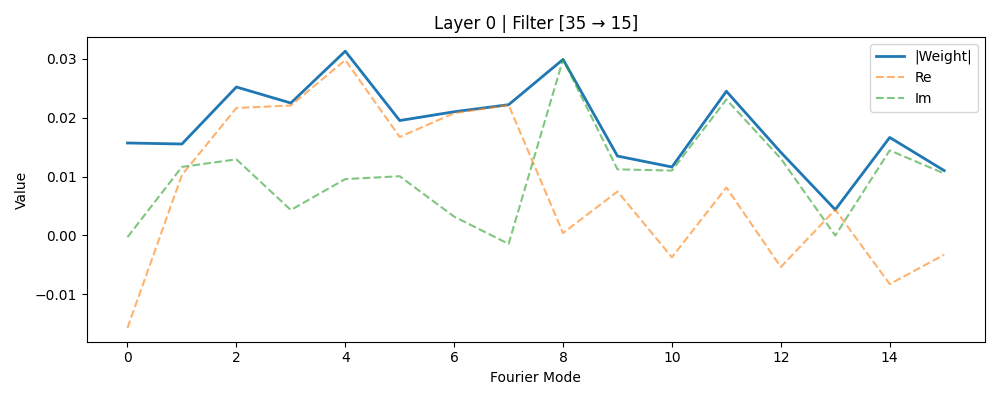 Layer 0 | Filter [35 → 15]
|Weight|
Re
Im
0.03
0.02
0.01
0.00
−0.01
Value
0 2 4 6 8 10 12 14
Fourier Mode